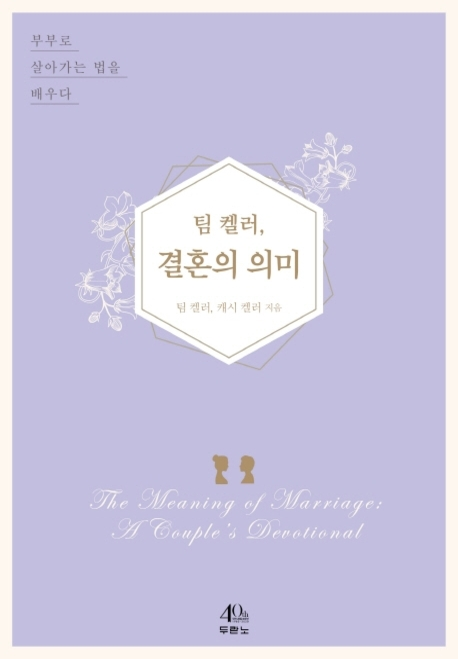 부부로
살아가는 법을
배우다
팀 켈러,
결혼의 의미
팀 켈러, 캐시 켈러 지음
The Meaning of Marriage:
A Couple's Devotional
40th
두란노